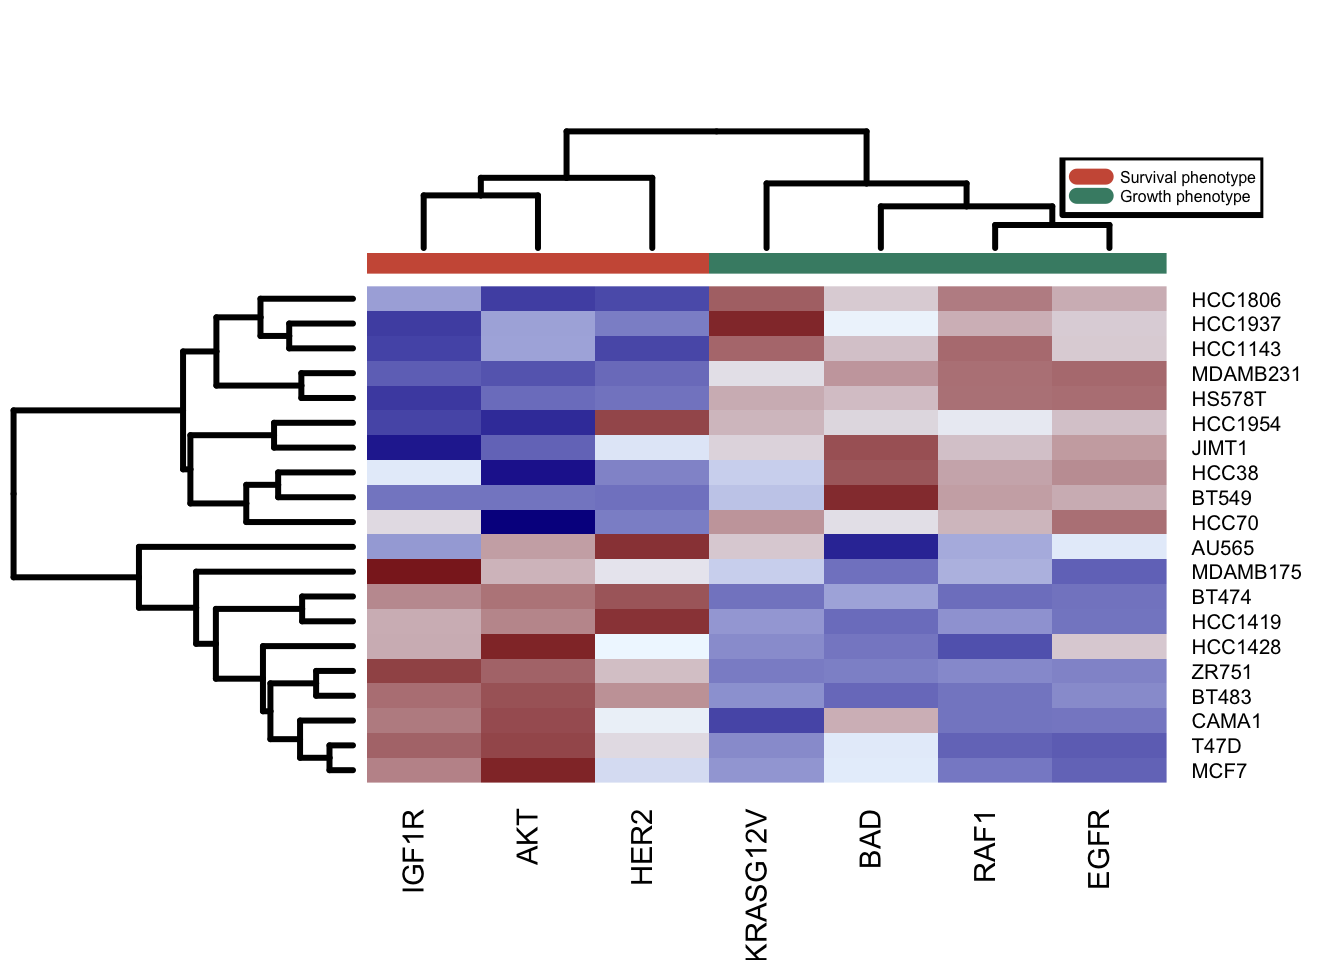 Survival phenotype
Growth phenotype
HCC1806
HCC1937
HCC1143
MDAMB231
HS578T
HCC1954
JIMT1
HCC38
BT549
HCC70
AU565
MDAMB175
BT474
HCC1419
HCC1428
ZR751
BT483
CAMA1
T47D
MCF7
IGF1R
AKT
HER2
KRASG12V
BAD
RAF1
EGFR